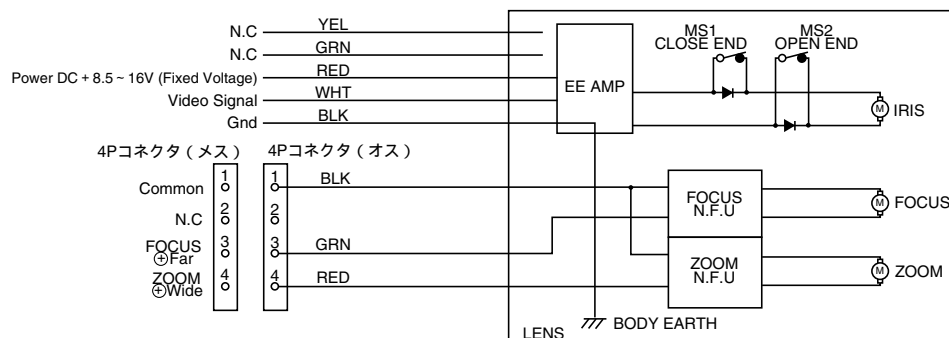 N.C YEL
N.C GRN
Power DC + 8.5 ~ 16V (Fixed Voltage) RED
Video Signal WHT
Gnd BLK
EE AMP
MS1
CLOSE END
MS2
OPEN END
M IRIS
4Pコネクタ(メス) 4Pコネクタ(オス)
Common 1 1 BLK
N.C 2 2
FOCUS
⊕Far 3 3 GRN
ZOOM
⊕Wide 4 4 RED
FOCUS
N.F.U
M FOCUS
ZOOM
N.F.U
M ZOOM
LENS
BODY EARTH